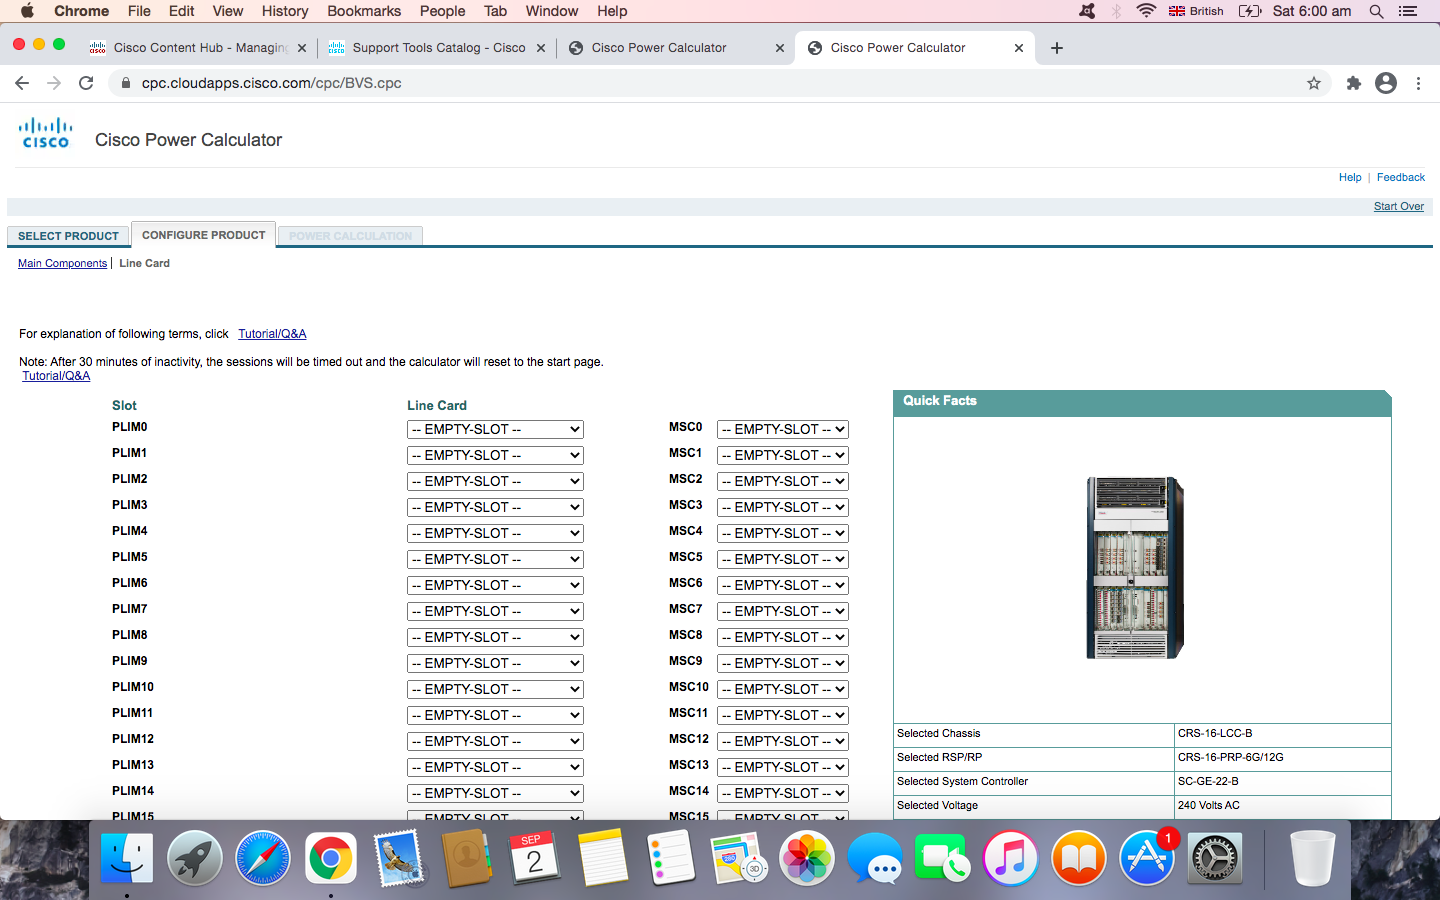 Chrome File Edit View History Bookmarks People Tab Window Help British Sat 6:00 am
Cisco Content Hub - Managing Support Tools Catalog - Cisco Cisco Power Calculator Cisco Power Calculator
cpc.cloudapps.cisco.com/cpc/BVS.cpc
CISCO Cisco Power Calculator
Help | Feedback
Start Over
SELECT PRODUCT CONFIGURE PRODUCT POWER CALCULATION
Main Components | Line Card
For explanation of following terms, click Tutorial/Q&A
Note: After 30 minutes of inactivity, the sessions will be timed out and the calculator will reset to the start page.
Tutorial/Q&A
Slot Line Card
PLIM0 -- EMPTY-SLOT -- MSC0 -- EMPTY-SLOT --
PLIM1 -- EMPTY-SLOT -- MSC1 -- EMPTY-SLOT --
PLIM2 -- EMPTY-SLOT -- MSC2 -- EMPTY-SLOT --
PLIM3 -- EMPTY-SLOT -- MSC3 -- EMPTY-SLOT --
PLIM4 -- EMPTY-SLOT -- MSC4 -- EMPTY-SLOT --
PLIM5 -- EMPTY-SLOT -- MSC5 -- EMPTY-SLOT --
PLIM6 -- EMPTY-SLOT -- MSC6 -- EMPTY-SLOT --
PLIM7 -- EMPTY-SLOT -- MSC7 -- EMPTY-SLOT --
PLIM8 -- EMPTY-SLOT -- MSC8 -- EMPTY-SLOT --
PLIM9 -- EMPTY-SLOT -- MSC9 -- EMPTY-SLOT --
PLIM10 -- EMPTY-SLOT -- MSC10 -- EMPTY-SLOT --
PLIM11 -- EMPTY-SLOT -- MSC11 -- EMPTY-SLOT --
PLIM12 -- EMPTY-SLOT -- MSC12 -- EMPTY-SLOT --
PLIM13 -- EMPTY-SLOT -- MSC13 -- EMPTY-SLOT --
PLIM14 -- EMPTY-SLOT -- MSC14 -- EMPTY-SLOT --
PLIM15 -- EMPTY-SLOT -- MSC15 -- EMPTY-SLOT --
Quick Facts
Selected Chassis CRS-16-LCC-B
Selected RSP/RP CRS-16-PRP-6G/12G
Selected System Controller SC-GE-22-B
Selected Voltage 240 Volts AC
SEP
2
280
3D
1